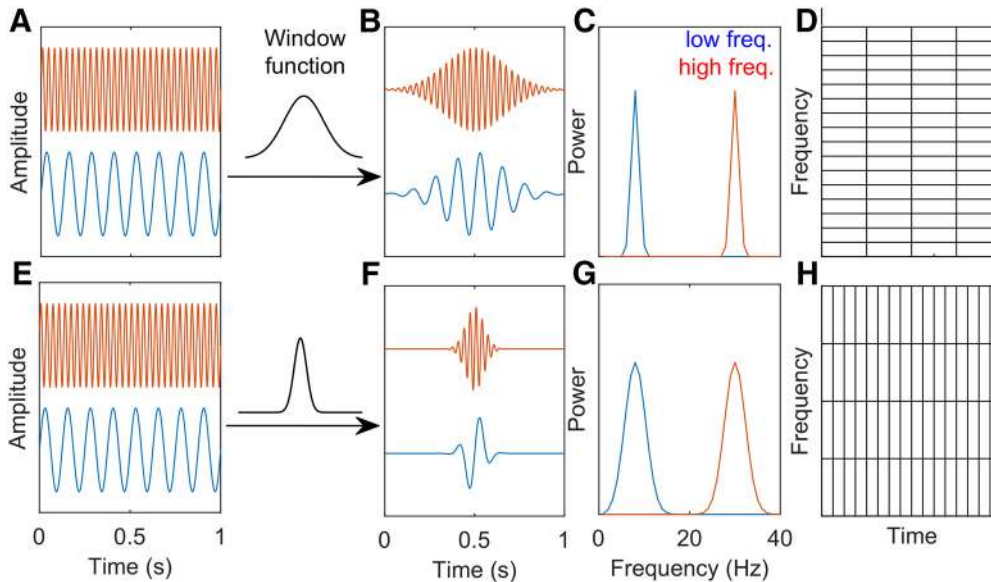 A
Window
function
B
C
low freq.
high freq.
D
Amplitude
Power
Frequency
E
F
G
H
Amplitude
Power
Frequency
0
0.5
1
0
0.5
1
0
20
40
Time
Time (s)
Time (s)
Frequency (Hz)